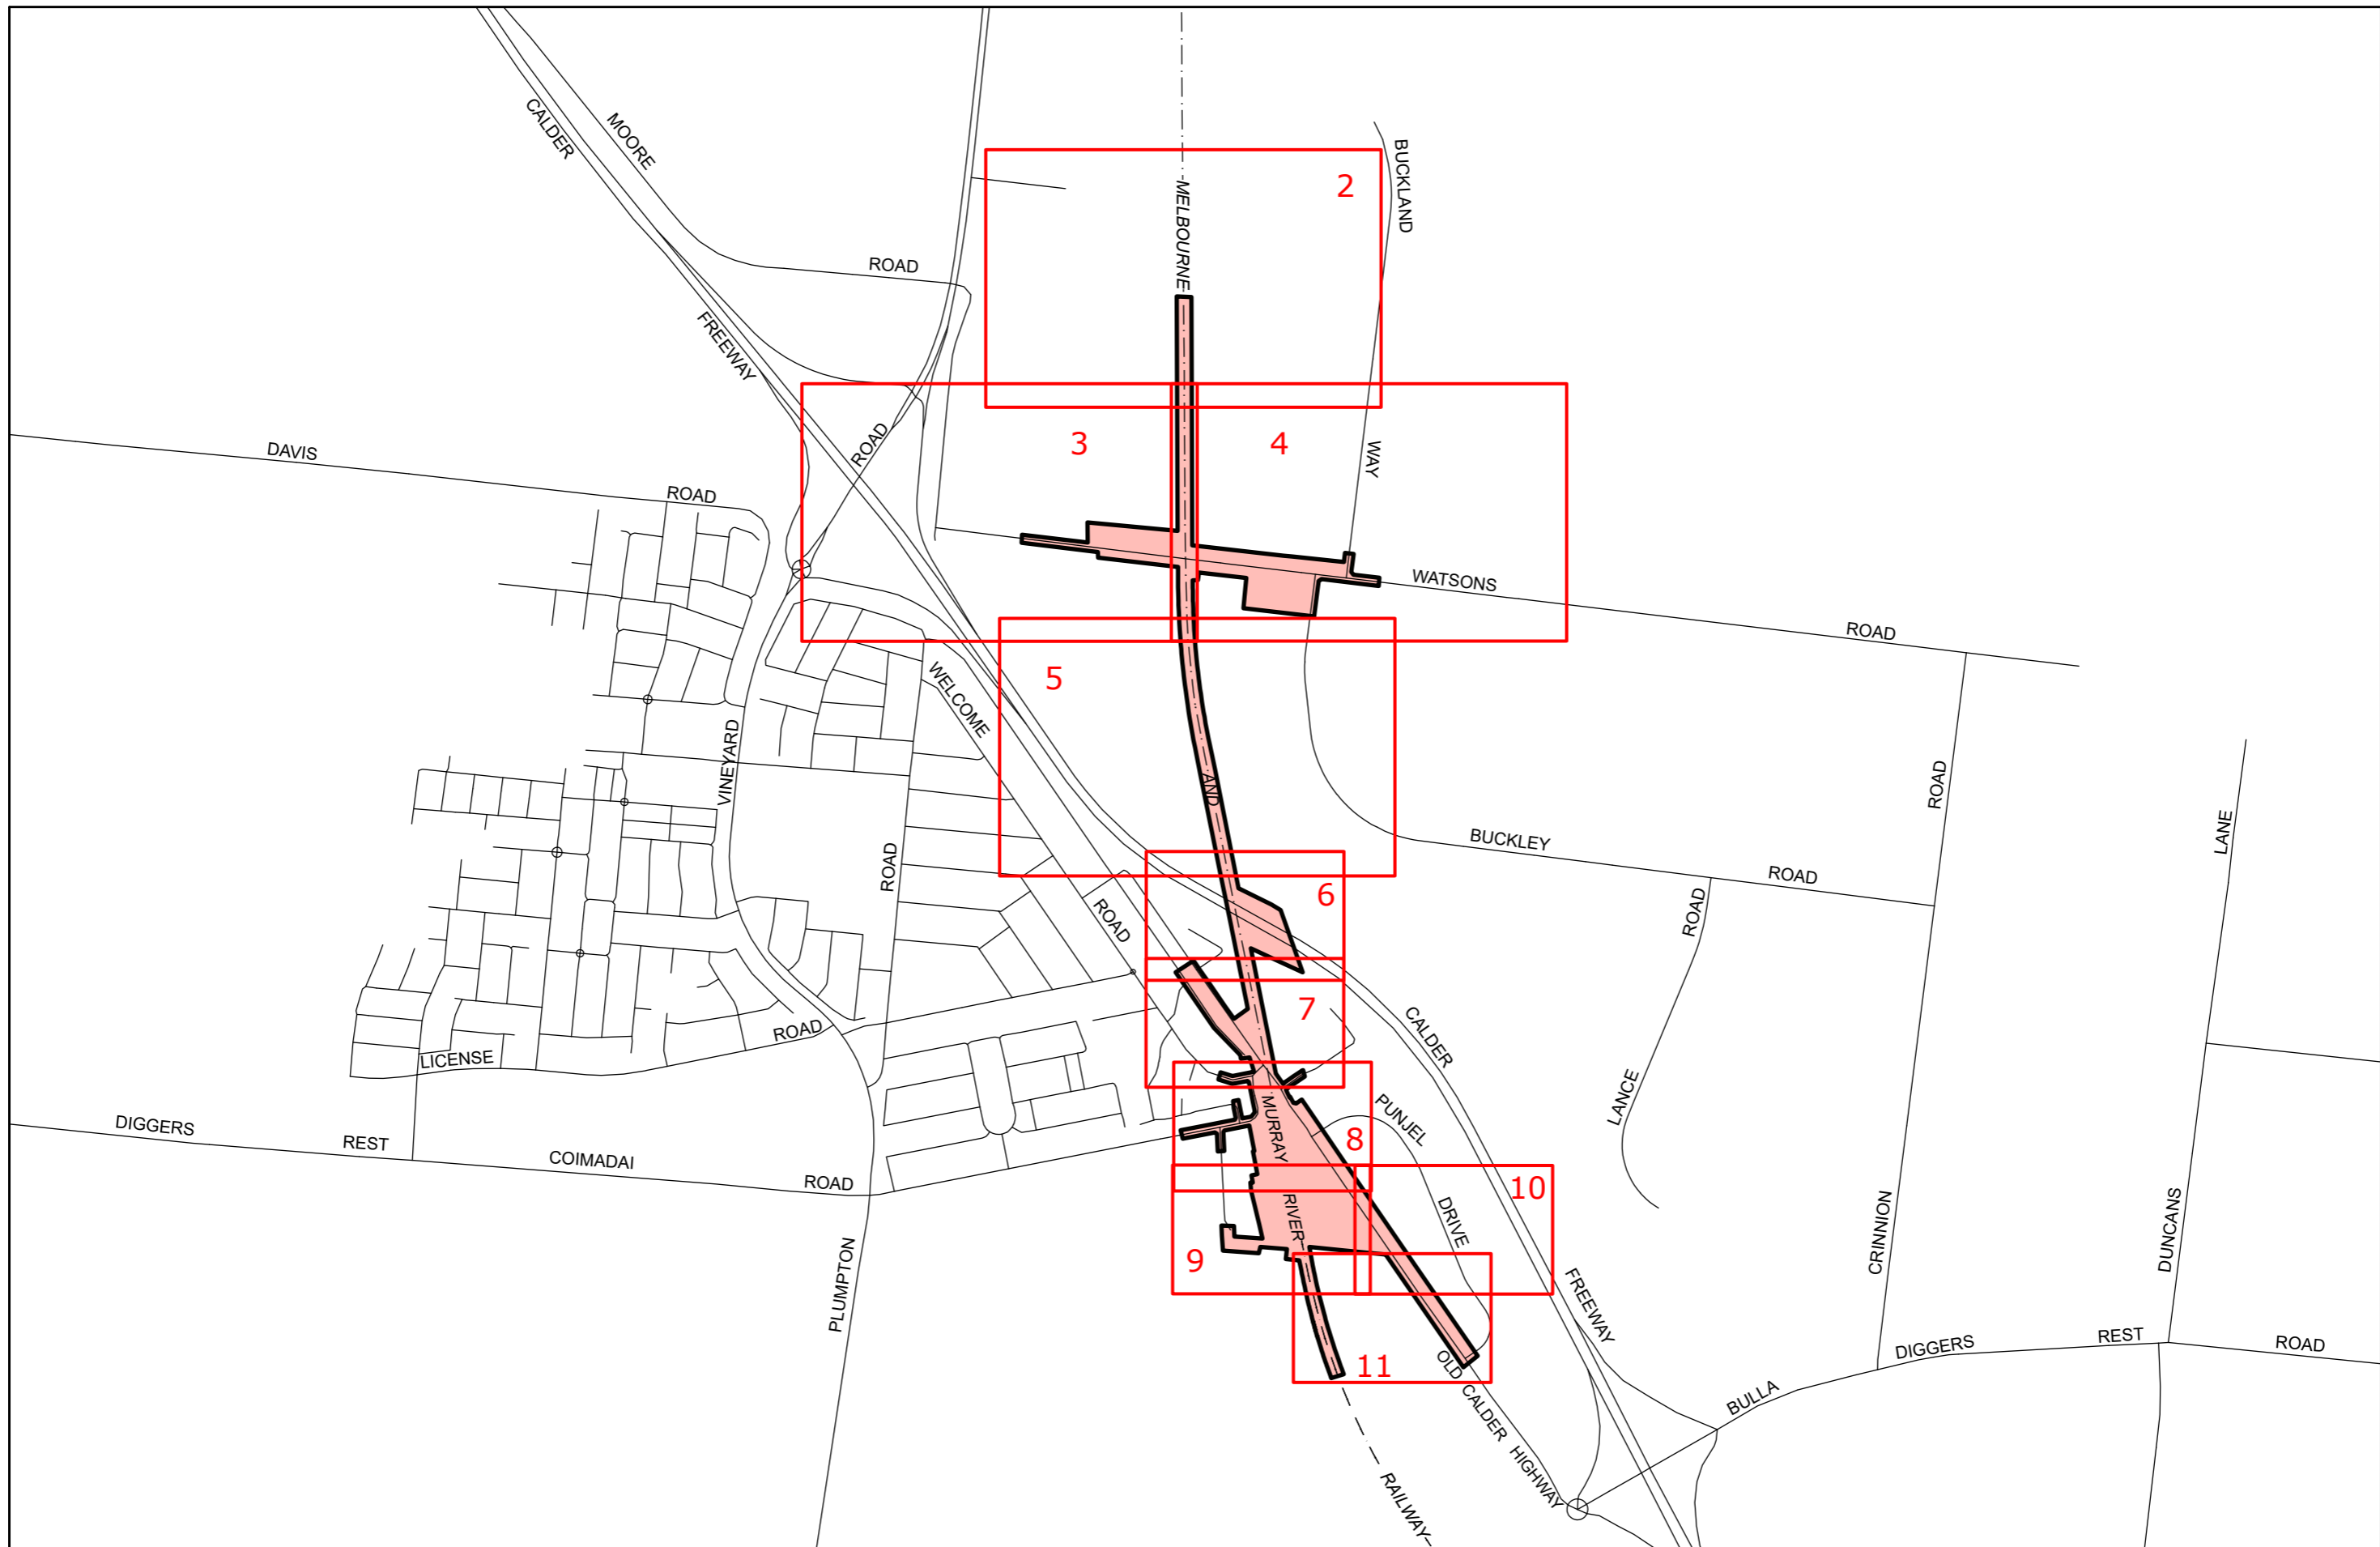 CALDER
MOORE
BUCKLAND
2
MELBOURNE
ROAD
FREEWAY
ROAD
3
4
WAY
DAVIS
ROAD
WATSONS
ROAD
5
WELCOME
VINEYARD
AND
ROAD
LANE
BUCKLEY
ROAD
ROAD
6
ROAD
ROAD
7
CALDER
ROAD
LICENSE
LANCE
PUNJEL
MURRAY
8
DIGGERS
REST
COIMADAI
ROAD
10
RIVER
DRIVE
CRINNION
DUNCANS
9
PLUMPTON
FREEWAY
11
DIGGERS
REST
ROAD
BULLA
OLD CALDER HIGHWAY
RAILWAY